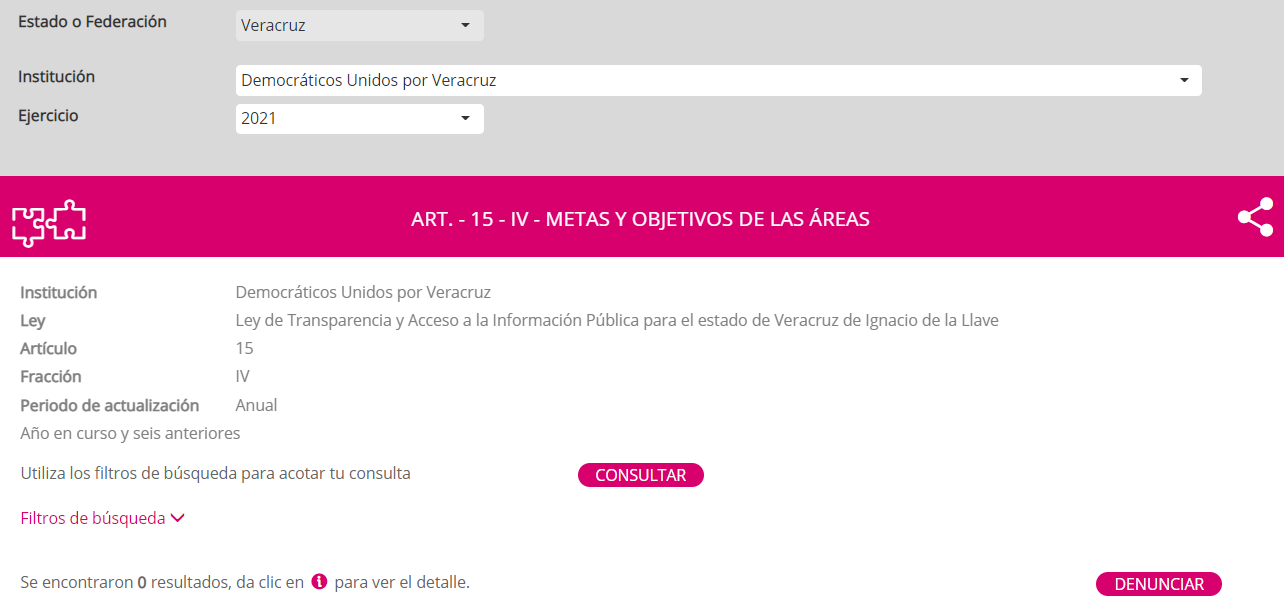 Estado o Federación Veracruz
Institución Democráticos Unidos por Veracruz
Ejercicio 2021
ART. - 15 - IV - METAS Y OBJETIVOS DE LAS ÁREAS
Institución Democráticos Unidos por Veracruz
Ley Ley de Transparencia y Acceso a la Información Pública para el estado de Veracruz de Ignacio de la Llave
Artículo 15
Fracción IV
Periodo de actualización Anual
Año en curso y seis anteriores
Utiliza los filtros de búsqueda para acotar tu consulta CONSULTAR
Filtros de búsqueda
Se encontraron 0 resultados, da clic en i para ver el detalle. DENUNCIAR